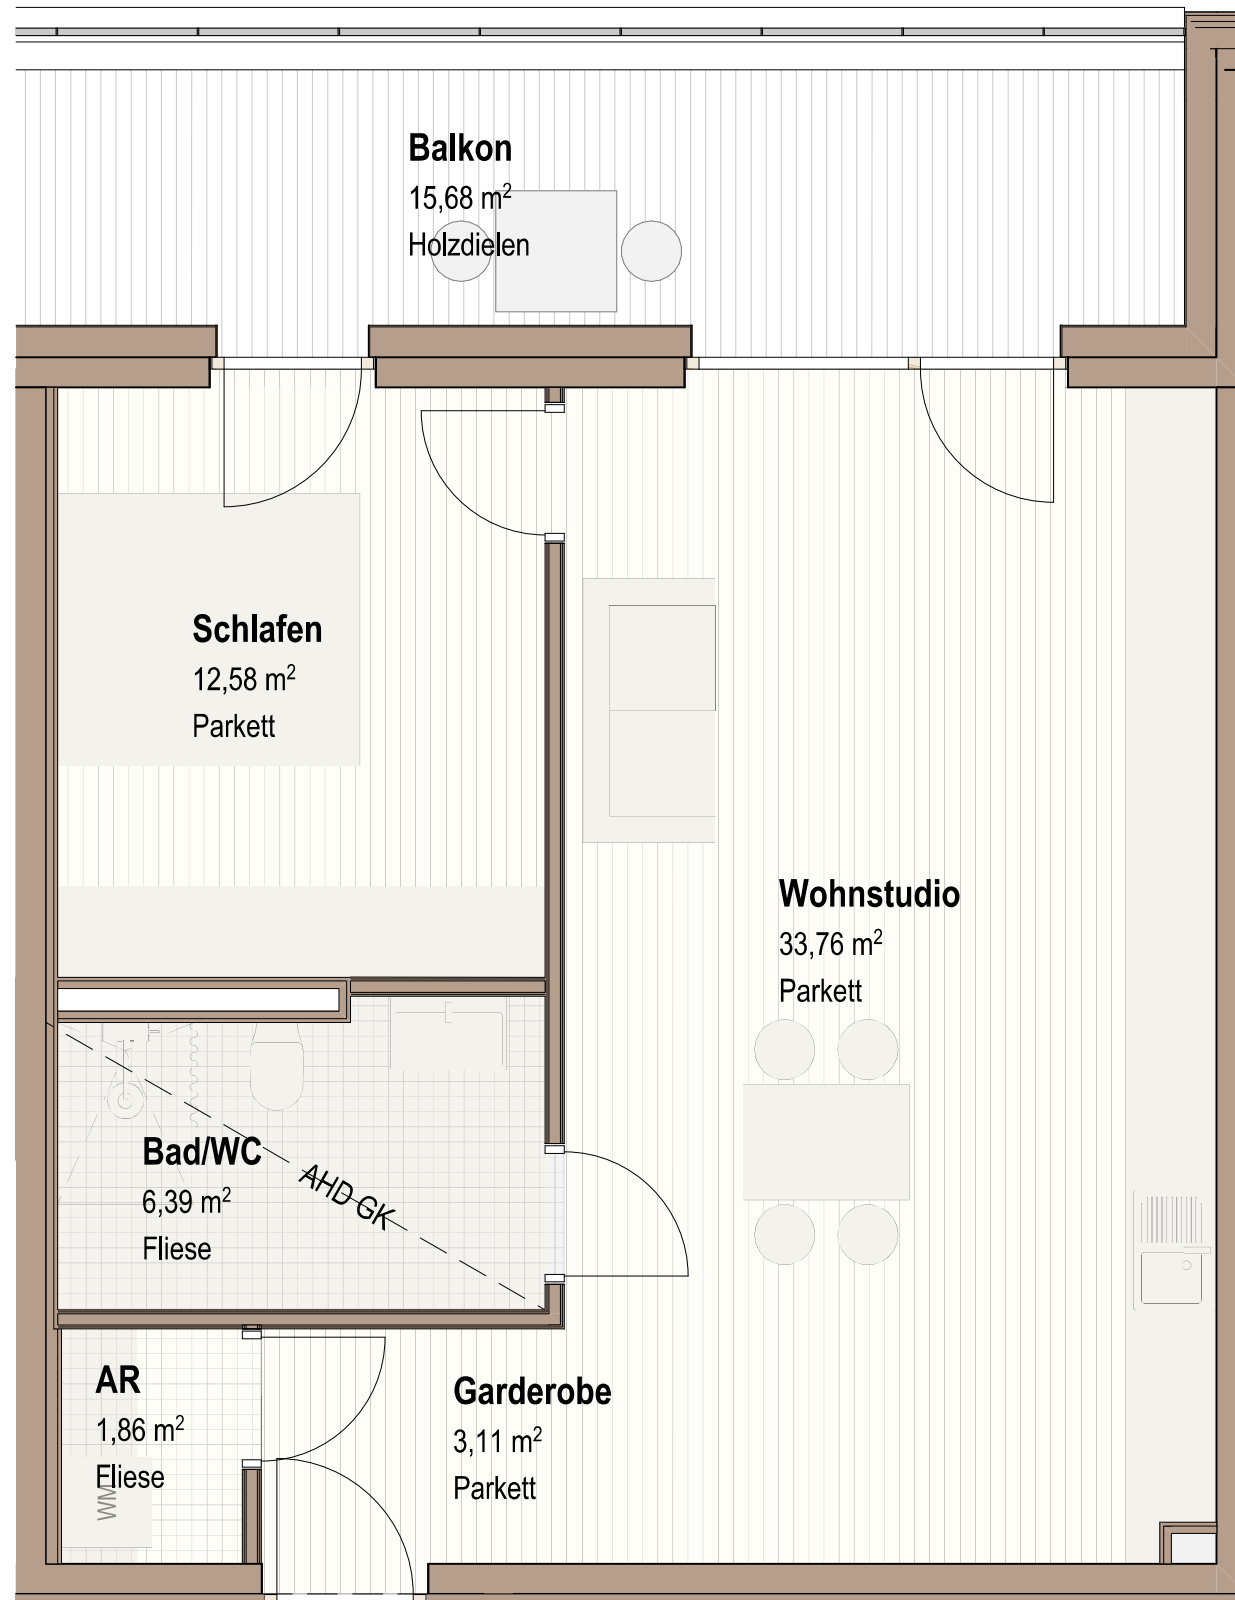 Balkon
15,68 m²
Holzdielen
Schlafen
12,58 m²
Parkett
Wohnstudio
33,76 m²
Parkett
Bad/WC
6,39 m²
Fliese
AHD GK
AR
1,86 m²
Fliese
WM
Garderobe
3,11 m²
Parkett